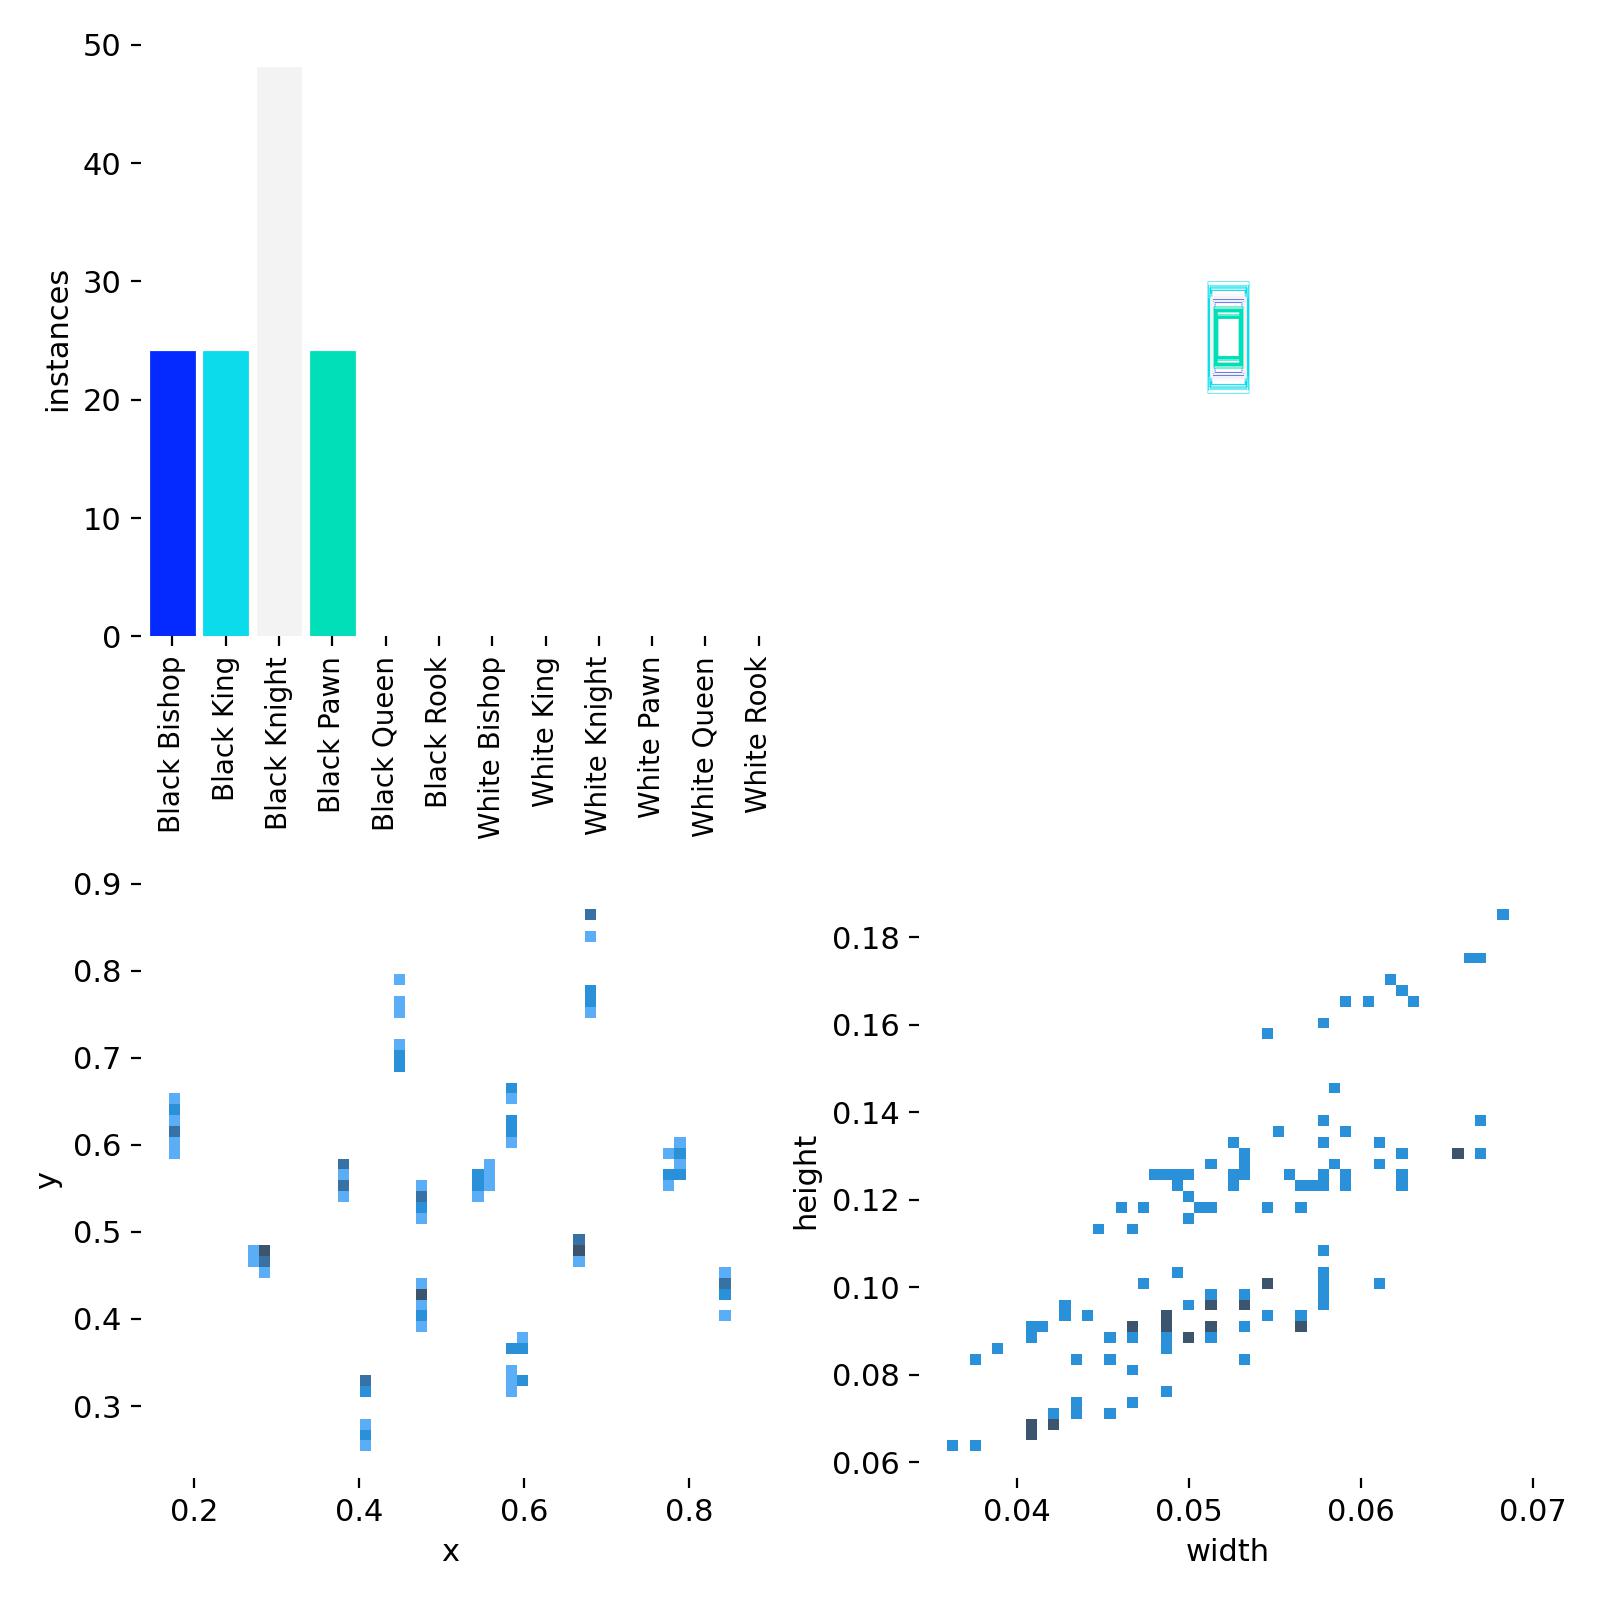 50
40
30
20
10
0
instances
Black Bishop
Black King
Black Knight
Black Pawn
Black Queen
Black Rook
White Bishop
White King
White Knight
White Pawn
White Queen
White Rook
0.9
0.8
0.7
0.6
0.5
0.4
0.3
y
0.2 0.4 0.6 0.8
x
0.18
0.16
0.14
0.12
0.10
0.08
0.06
height
0.04 0.05 0.06 0.07
width